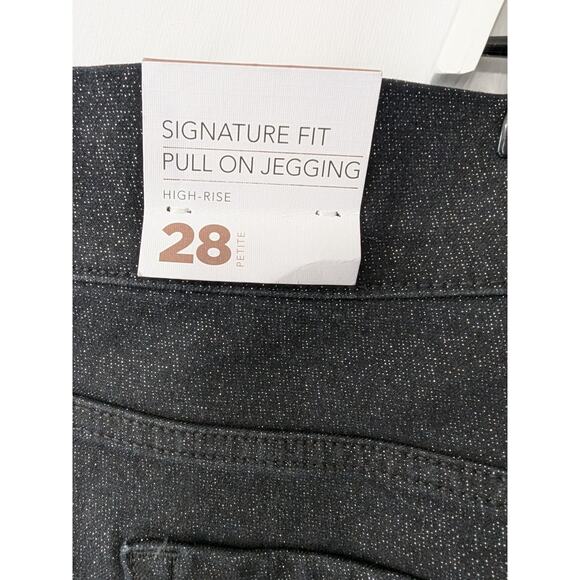 SIGNATURE FIT
PULL ON JEGGING
HIGH-RISE
28 PETITE